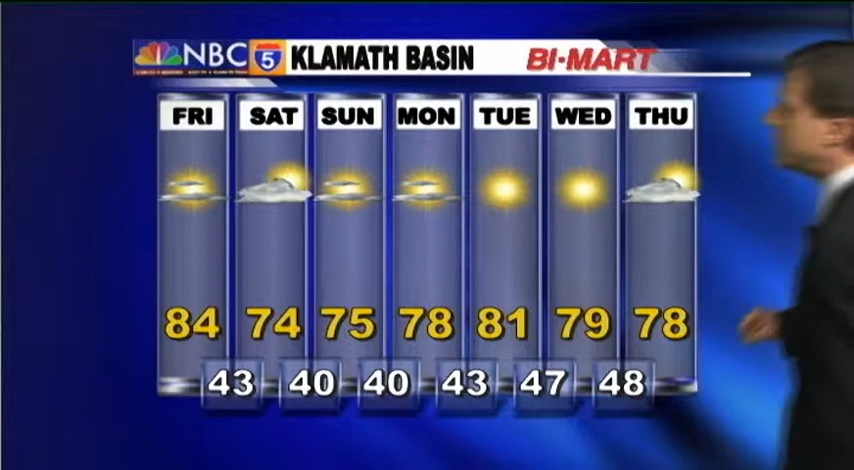 NBC 5 KLAMATH BASIN BI-MART
FRI SAT SUN MON TUE WED THU
84 74 75 78 81 79 78
43 40 40 43 47 48